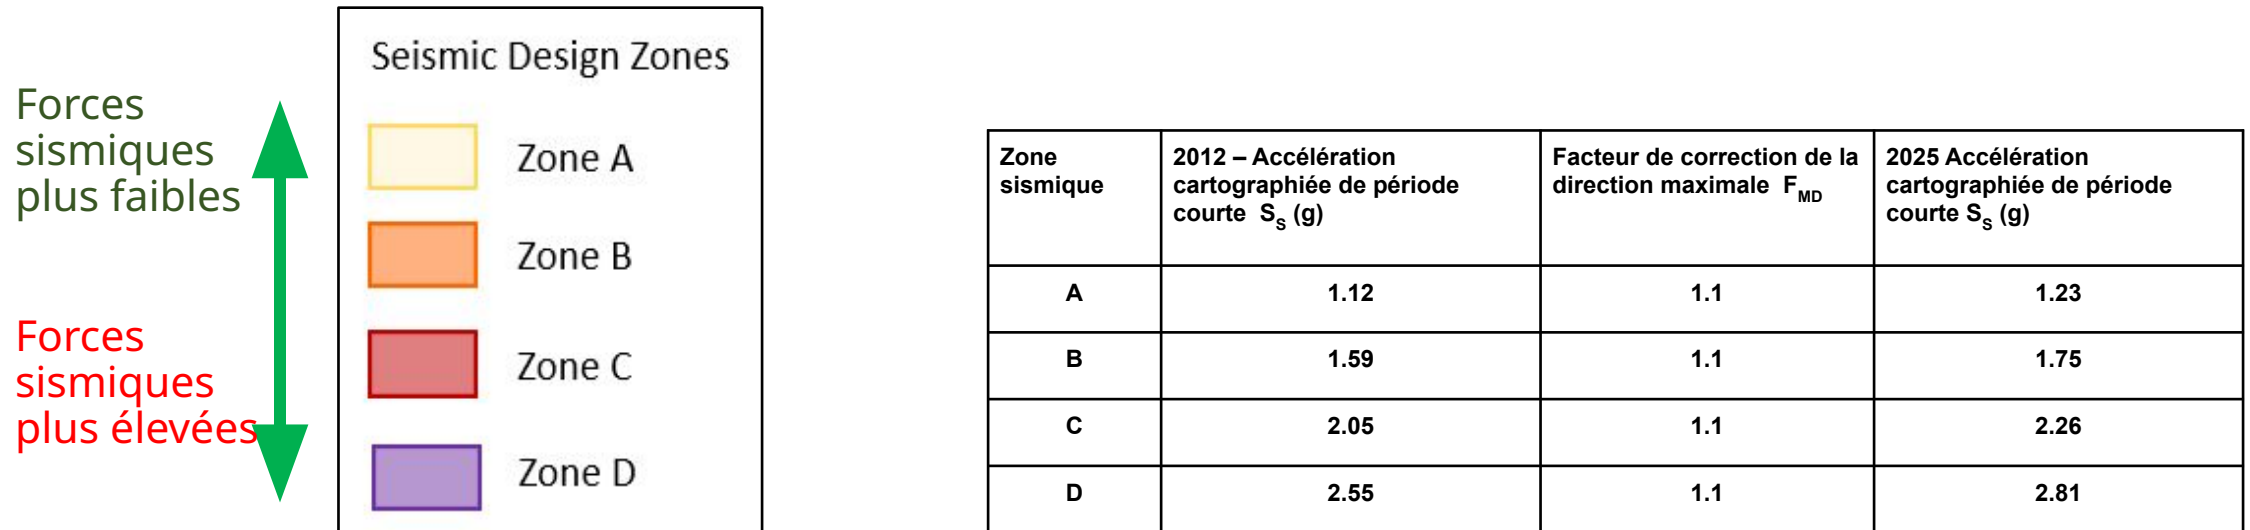 Forces
sismiques
plus faibles
Forces
sismiques
plus élevées
Seismic Design Zones
Zone A
Zone B
Zone C
Zone D
Zone
sismique
2012 – Accélération
cartographiée de période
courte S_S (g)
Facteur de correction de la
direction maximale F_MD
2025 Accélération
cartographiée de période
courte S_S (g)
A 1.12 1.1 1.23
B 1.59 1.1 1.75
C 2.05 1.1 2.26
D 2.55 1.1 2.81